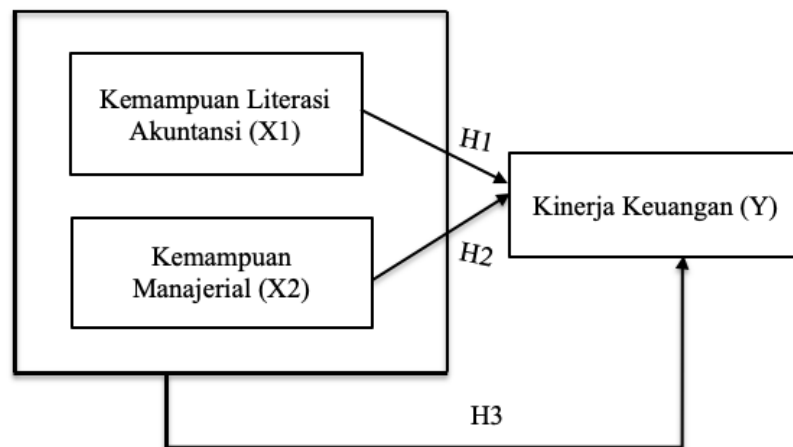 Kemampuan Literasi
Akuntansi (X1)
H1
Kinerja Keuangan (Y)
Kemampuan
Manajerial (X2)
H2
H3